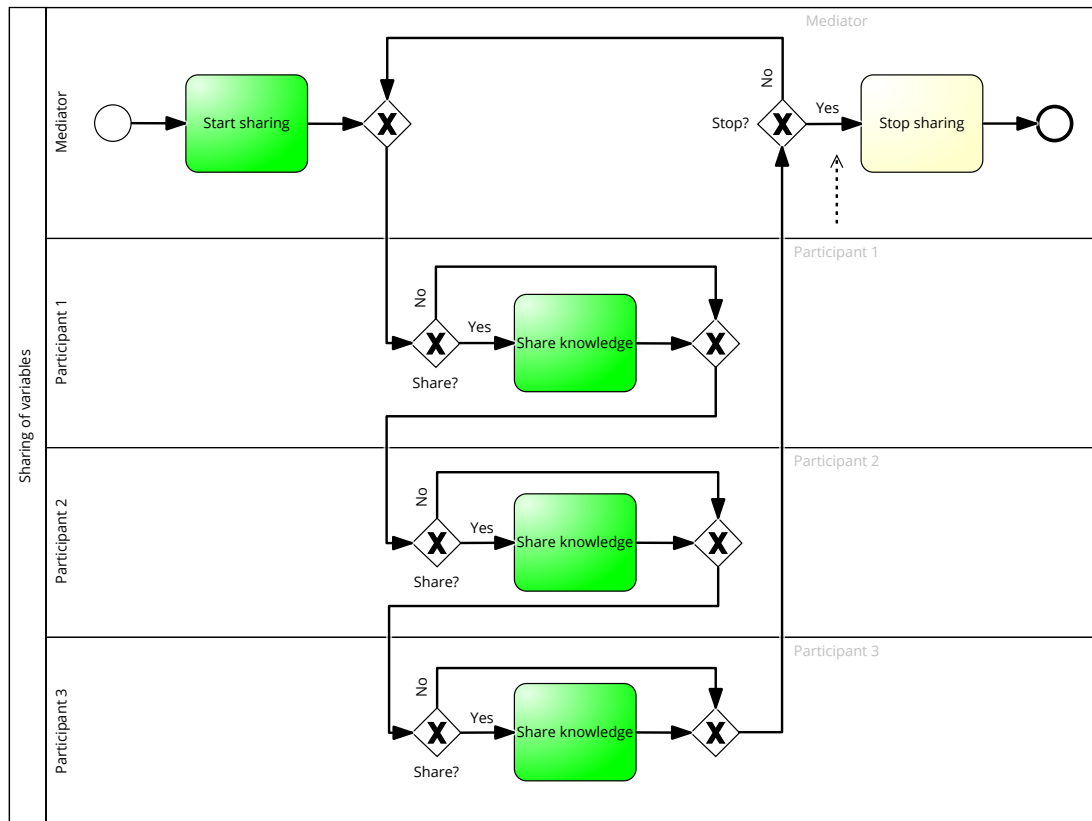 Sharing of variables
Mediator
Mediator
Start sharing
No
Stop?
Yes
Stop sharing
Participant 1
Participant 1
No
Yes
Share knowledge
Share?
Participant 2
Participant 2
No
Yes
Share knowledge
Share?
Participant 3
Participant 3
No
Yes
Share knowledge
Share?